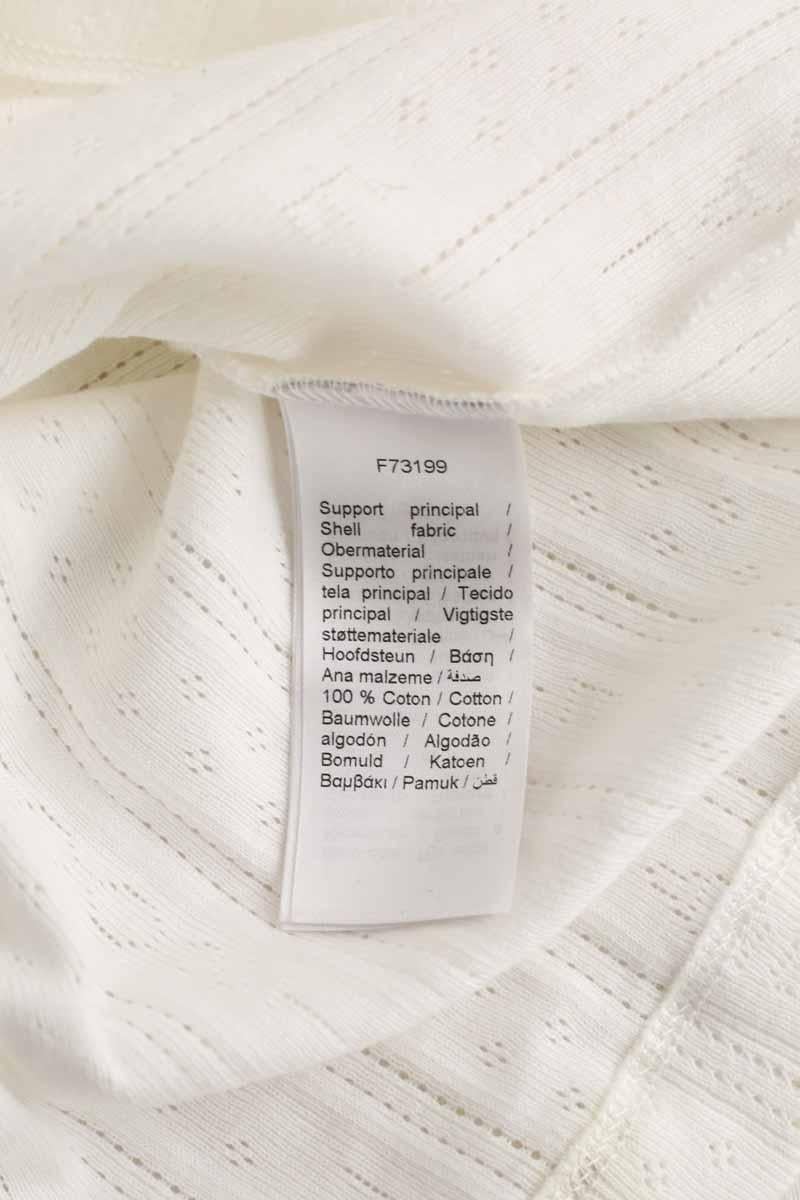 F73199
Support principal /
Shell fabric /
Obermaterial /
Supporto principale /
tela principal / Tecido
principal / Vigtigste
støttemateriale /
Hoofdsteun / Βάση /
Ana malzeme / صدفة
100 % Coton / Cotton /
Baumwolle / Cotone /
algodón / Algodão /
Bomuld / Katoen /
Βαμβάκι / Pamuk / قطن